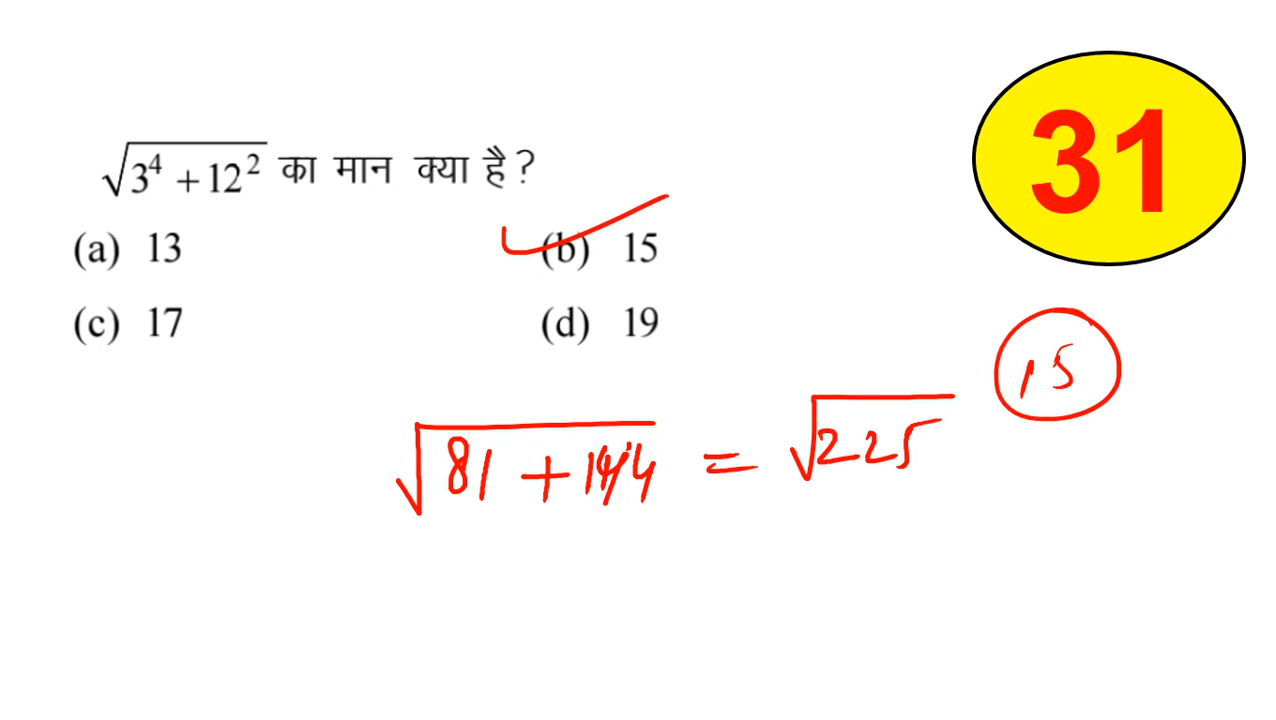 31
√3⁴ + 12² का मान क्या है ?
(a) 13 (b) 15
(c) 17 (d) 19
15
√81 + 144 = √225